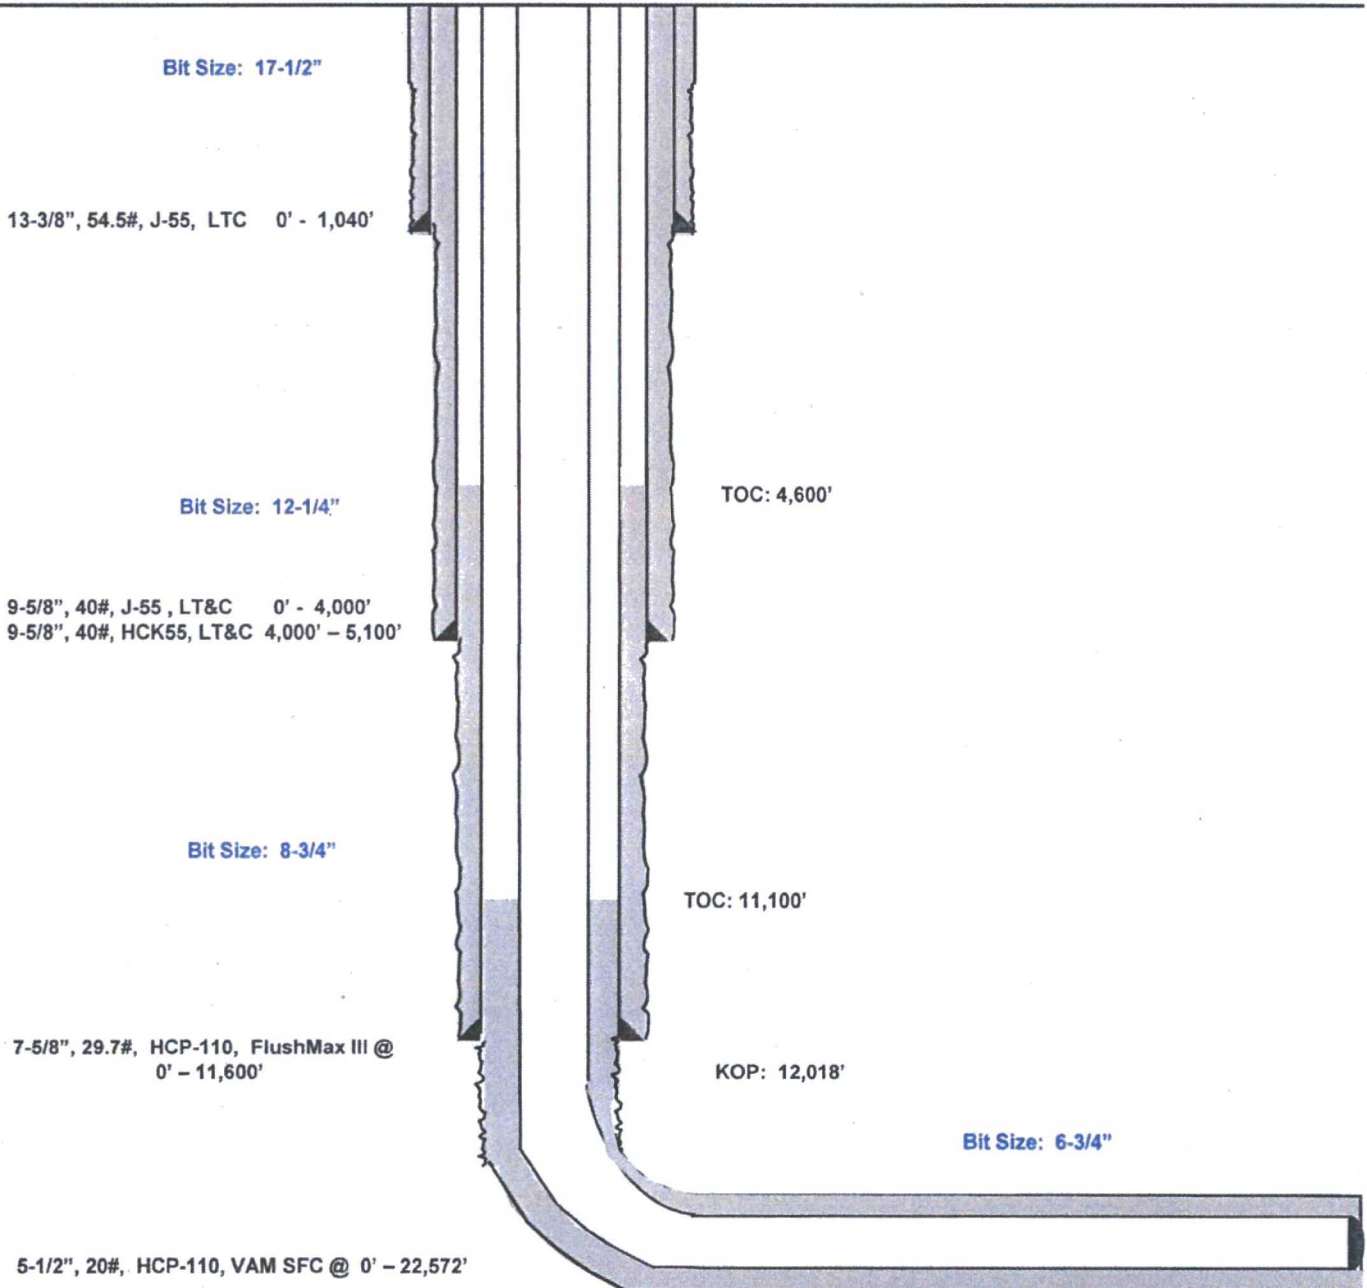 Bit Size: 17-1/2”
13-3/8”, 54.5#, J-55, LTC 0’ - 1,040’
Bit Size: 12-1/4”
TOC: 4,600’
9-5/8”, 40#, J-55 , LT&C 0’ - 4,000’
9-5/8”, 40#, HCK55, LT&C 4,000’ – 5,100’
Bit Size: 8-3/4”
TOC: 11,100’
7-5/8”, 29.7#, HCP-110, FlushMax III @
0’ – 11,600’
KOP: 12,018’
Bit Size: 6-3/4”
5-1/2”, 20#, HCP-110, VAM SFC @ 0’ – 22,572’